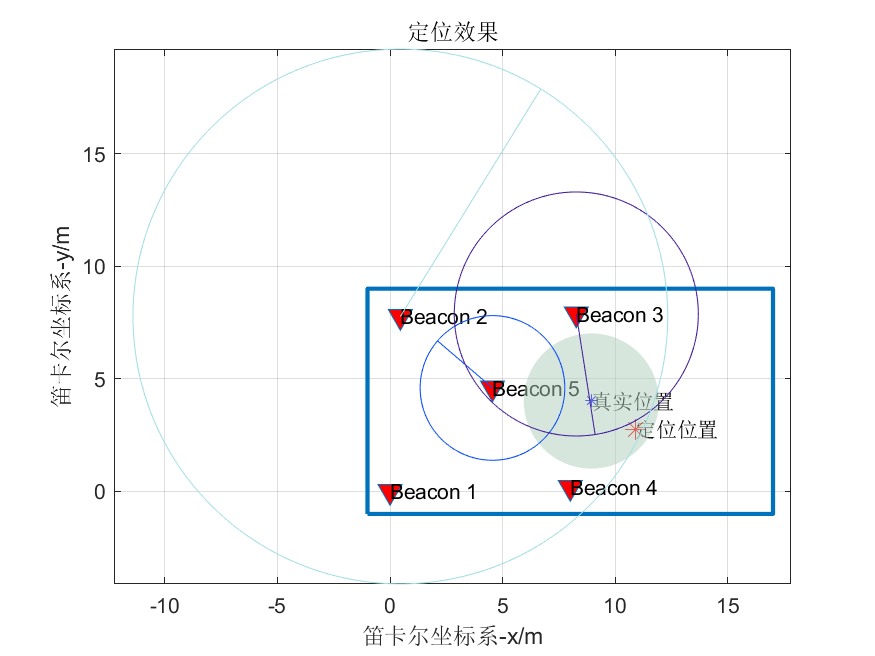 定位效果
笛卡尔坐标系-y/m
15
10
5
0
Beacon 2
Beacon 3
Beacon 5
真实位置
定位位置
Beacon 1
Beacon 4
-10
-5
0
5
10
15
笛卡尔坐标系-x/m